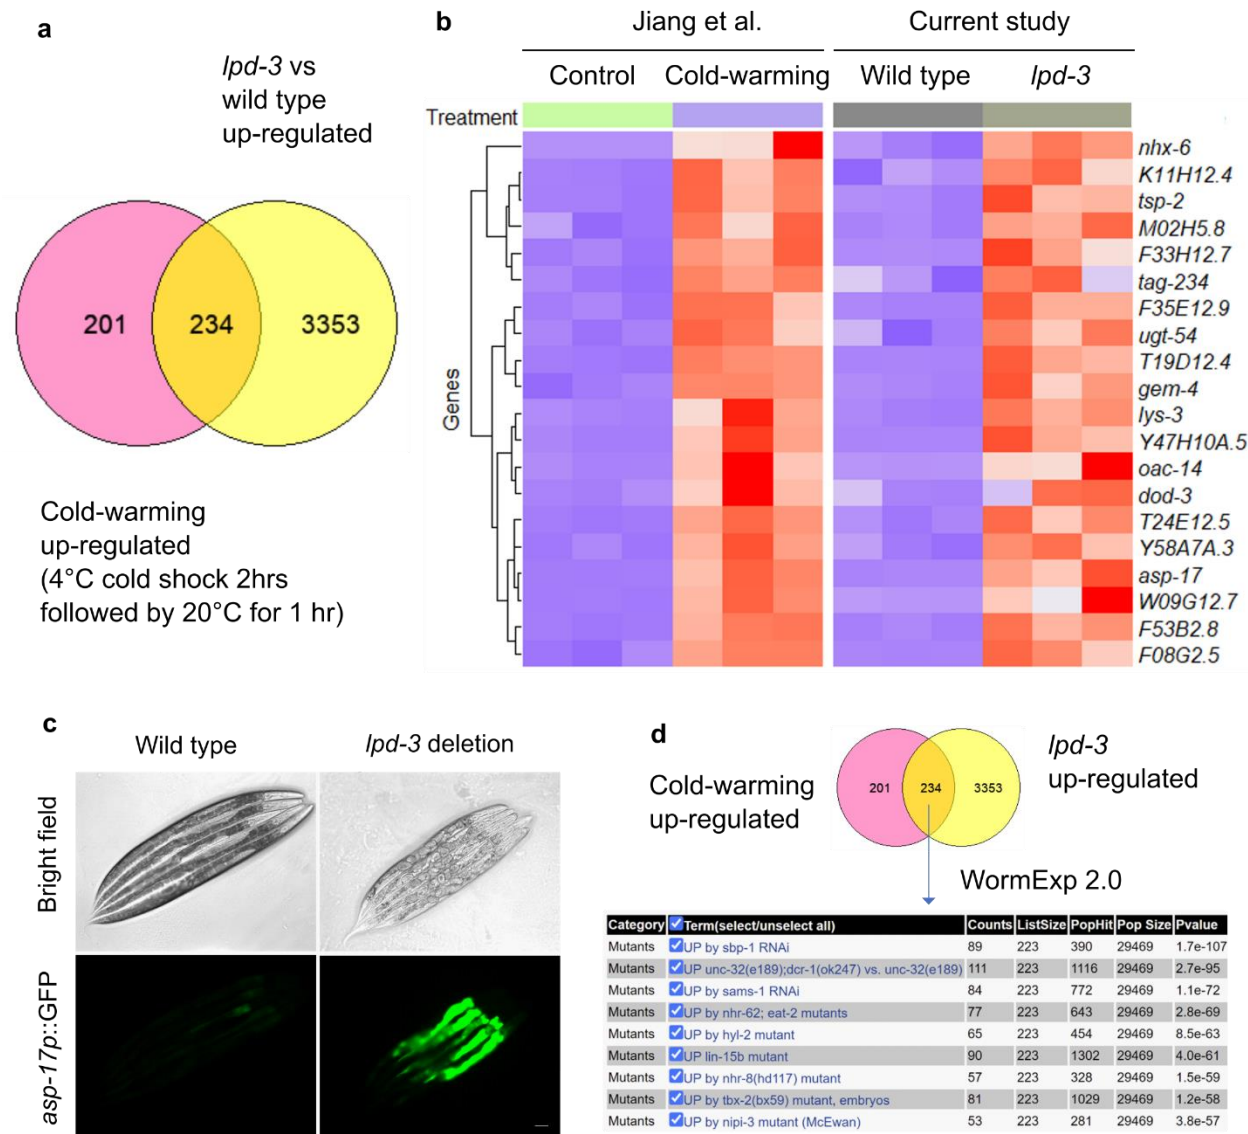 a
lpd-3 vs
wild type
up-regulated
201
234
3353
Cold-warming
up-regulated
(4°C cold shock 2hrs
followed by 20°C for 1 hr)
b
Jiang et al.
Current study
Control
Cold-warming
Wild type
lpd-3
Treatment
Genes
nhx-6
K11H12.4
tsp-2
M02H5.8
F33H12.7
tag-234
F35E12.9
ugt-54
T19D12.4
gem-4
lys-3
Y47H10A.5
oac-14
dod-3
T24E12.5
Y58A7A.3
asp-17
W09G12.7
F53B2.8
F08G2.5
c
Wild type
lpd-3 deletion
Bright field
asp-17p::GFP
d
Cold-warming
up-regulated
201
234
3353
lpd-3
up-regulated
WormExp 2.0
Category Term(select/unselect all) Counts ListSize PopHit Pop Size Pvalue
Mutants UP by sbp-1 RNAi 89 223 390 29469 1.7e-107
Mutants UP unc-32(e189);dcr-1(ok247) vs. unc-32(e189) 111 223 1116 29469 2.7e-95
Mutants UP by sams-1 RNAi 84 223 772 29469 1.1e-72
Mutants UP by nhr-62; eat-2 mutants 77 223 643 29469 2.8e-69
Mutants UP by hyl-2 mutant 65 223 454 29469 8.5e-63
Mutants UP lin-15b mutant 90 223 1302 29469 4.0e-61
Mutants UP by nhr-8(hd117) mutant 57 223 328 29469 1.5e-59
Mutants UP by tbx-2(bx59) mutant, embryos 81 223 1029 29469 1.2e-58
Mutants UP by nipi-3 mutant (McEwan) 53 223 281 29469 3.8e-57